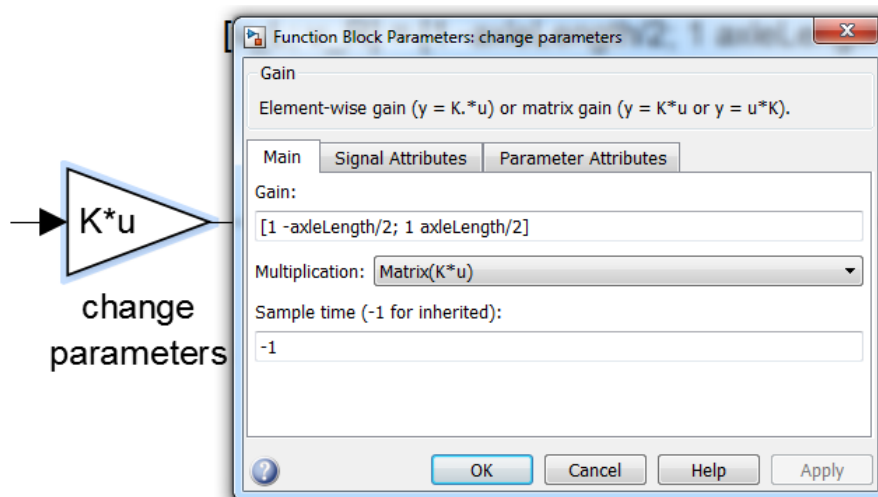 Function Block Parameters: change parameters
Gain
Element-wise gain (y = K.*u) or matrix gain (y = K*u or y = u*K).
Main Signal Attributes Parameter Attributes
Gain:
[1 -axleLength/2; 1 axleLength/2]
Multiplication: Matrix(K*u)
Sample time (-1 for inherited):
-1
OK Cancel Help Apply
K*u
change
parameters